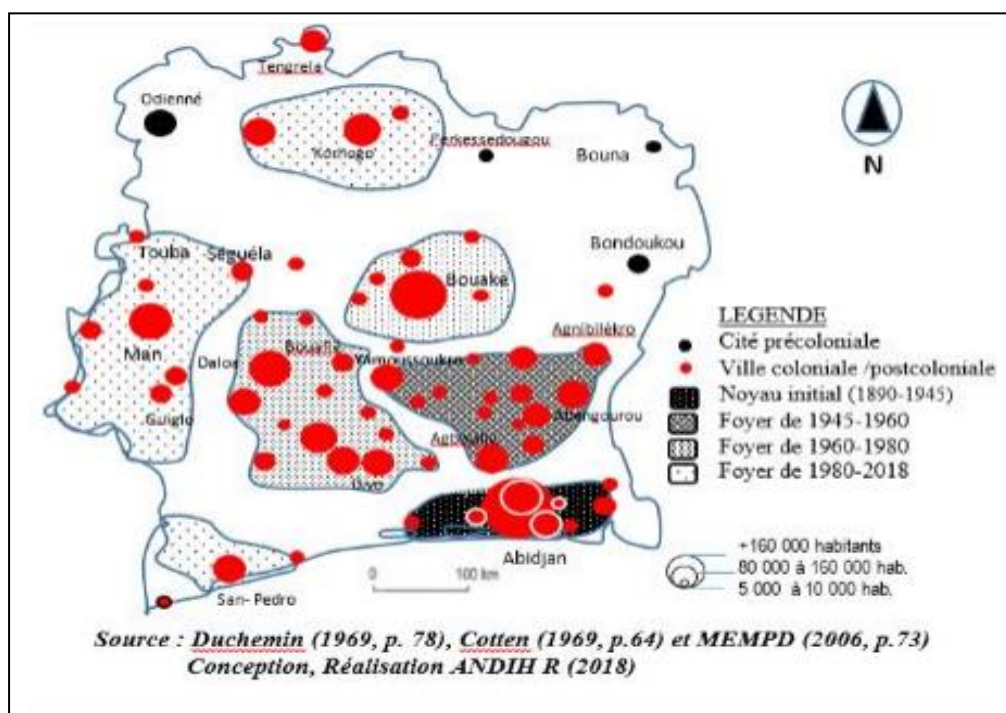 Tengrela
Odienné
Korhogo
Ferkessedougou
Bouna
N
Touba
Séguéla
Bouaké
Bondoukou
Man
Daloa
Bouaflé
Yamoussoukro
Agnibilékro
Guiglo
Agboville
Abengourou
Divo
Abidjan
San- Pedro
0 100 km
LEGENDE
Cité précoloniale
Ville coloniale /postcoloniale
Noyau initial (1890-1945)
Foyer de 1945-1960
Foyer de 1960-1980
Foyer de 1980-2018
+160 000 habitants
80 000 à 160 000 hab.
5 000 à 10 000 hab.
Source : Duchemin (1969, p. 78), Cotten (1969, p.64) et MEMPD (2006, p.73)
Conception, Réalisation ANDIH R (2018)